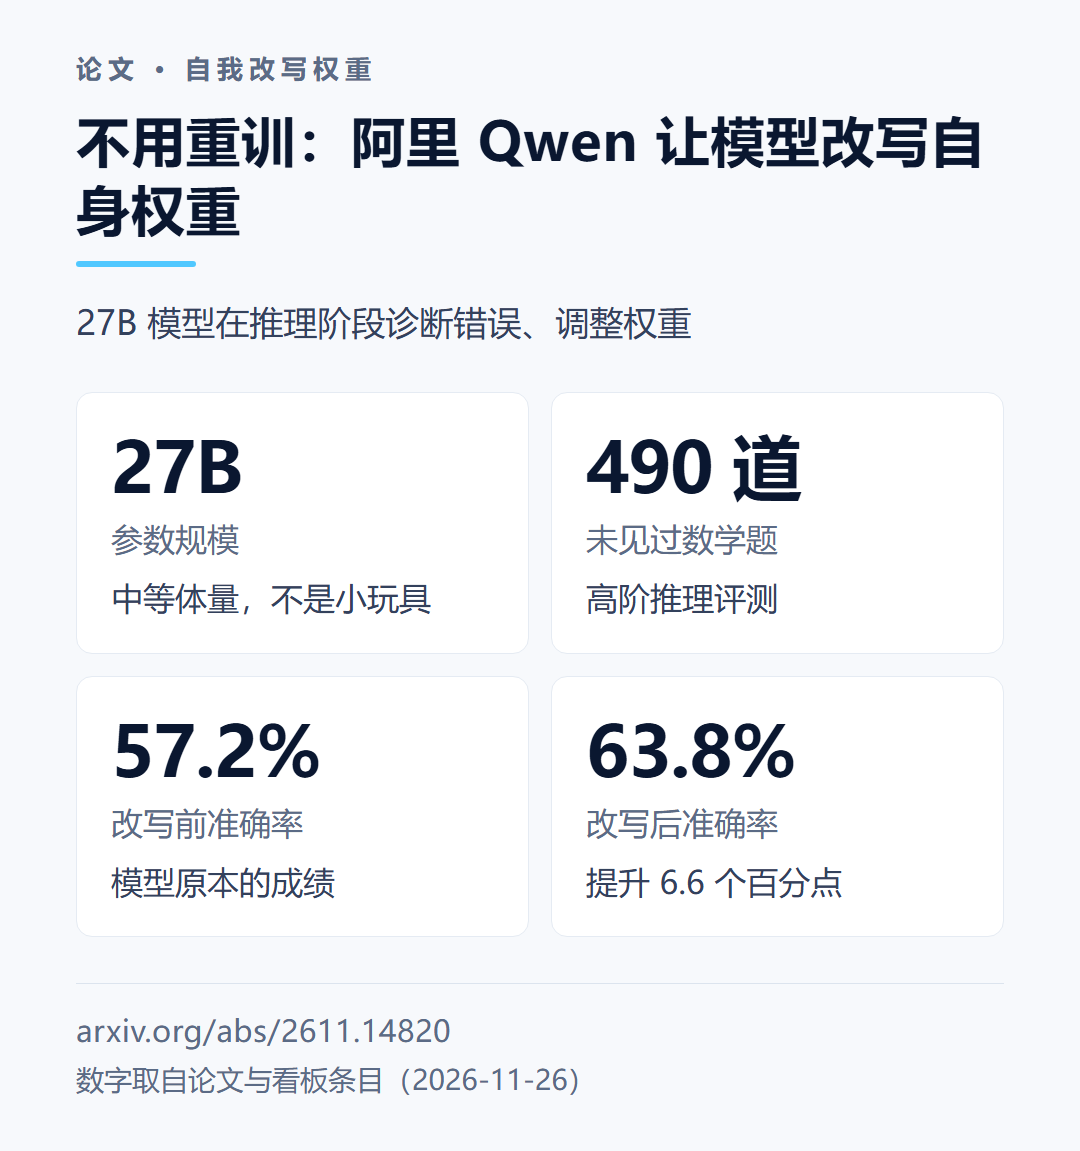 论文 · 自我改写权重
不用重训：阿里 Qwen 让模型改写自
身权重
27B 模型在推理阶段诊断错误、调整权重
27B
参数规模
中等体量，不是小玩具
490 道
未见过数学题
高阶推理评测
57.2%
改写前准确率
模型原本的成绩
63.8%
改写后准确率
提升 6.6 个百分点
arxiv.org/abs/2611.14820
数字取自论文与看板条目（2026-11-26）